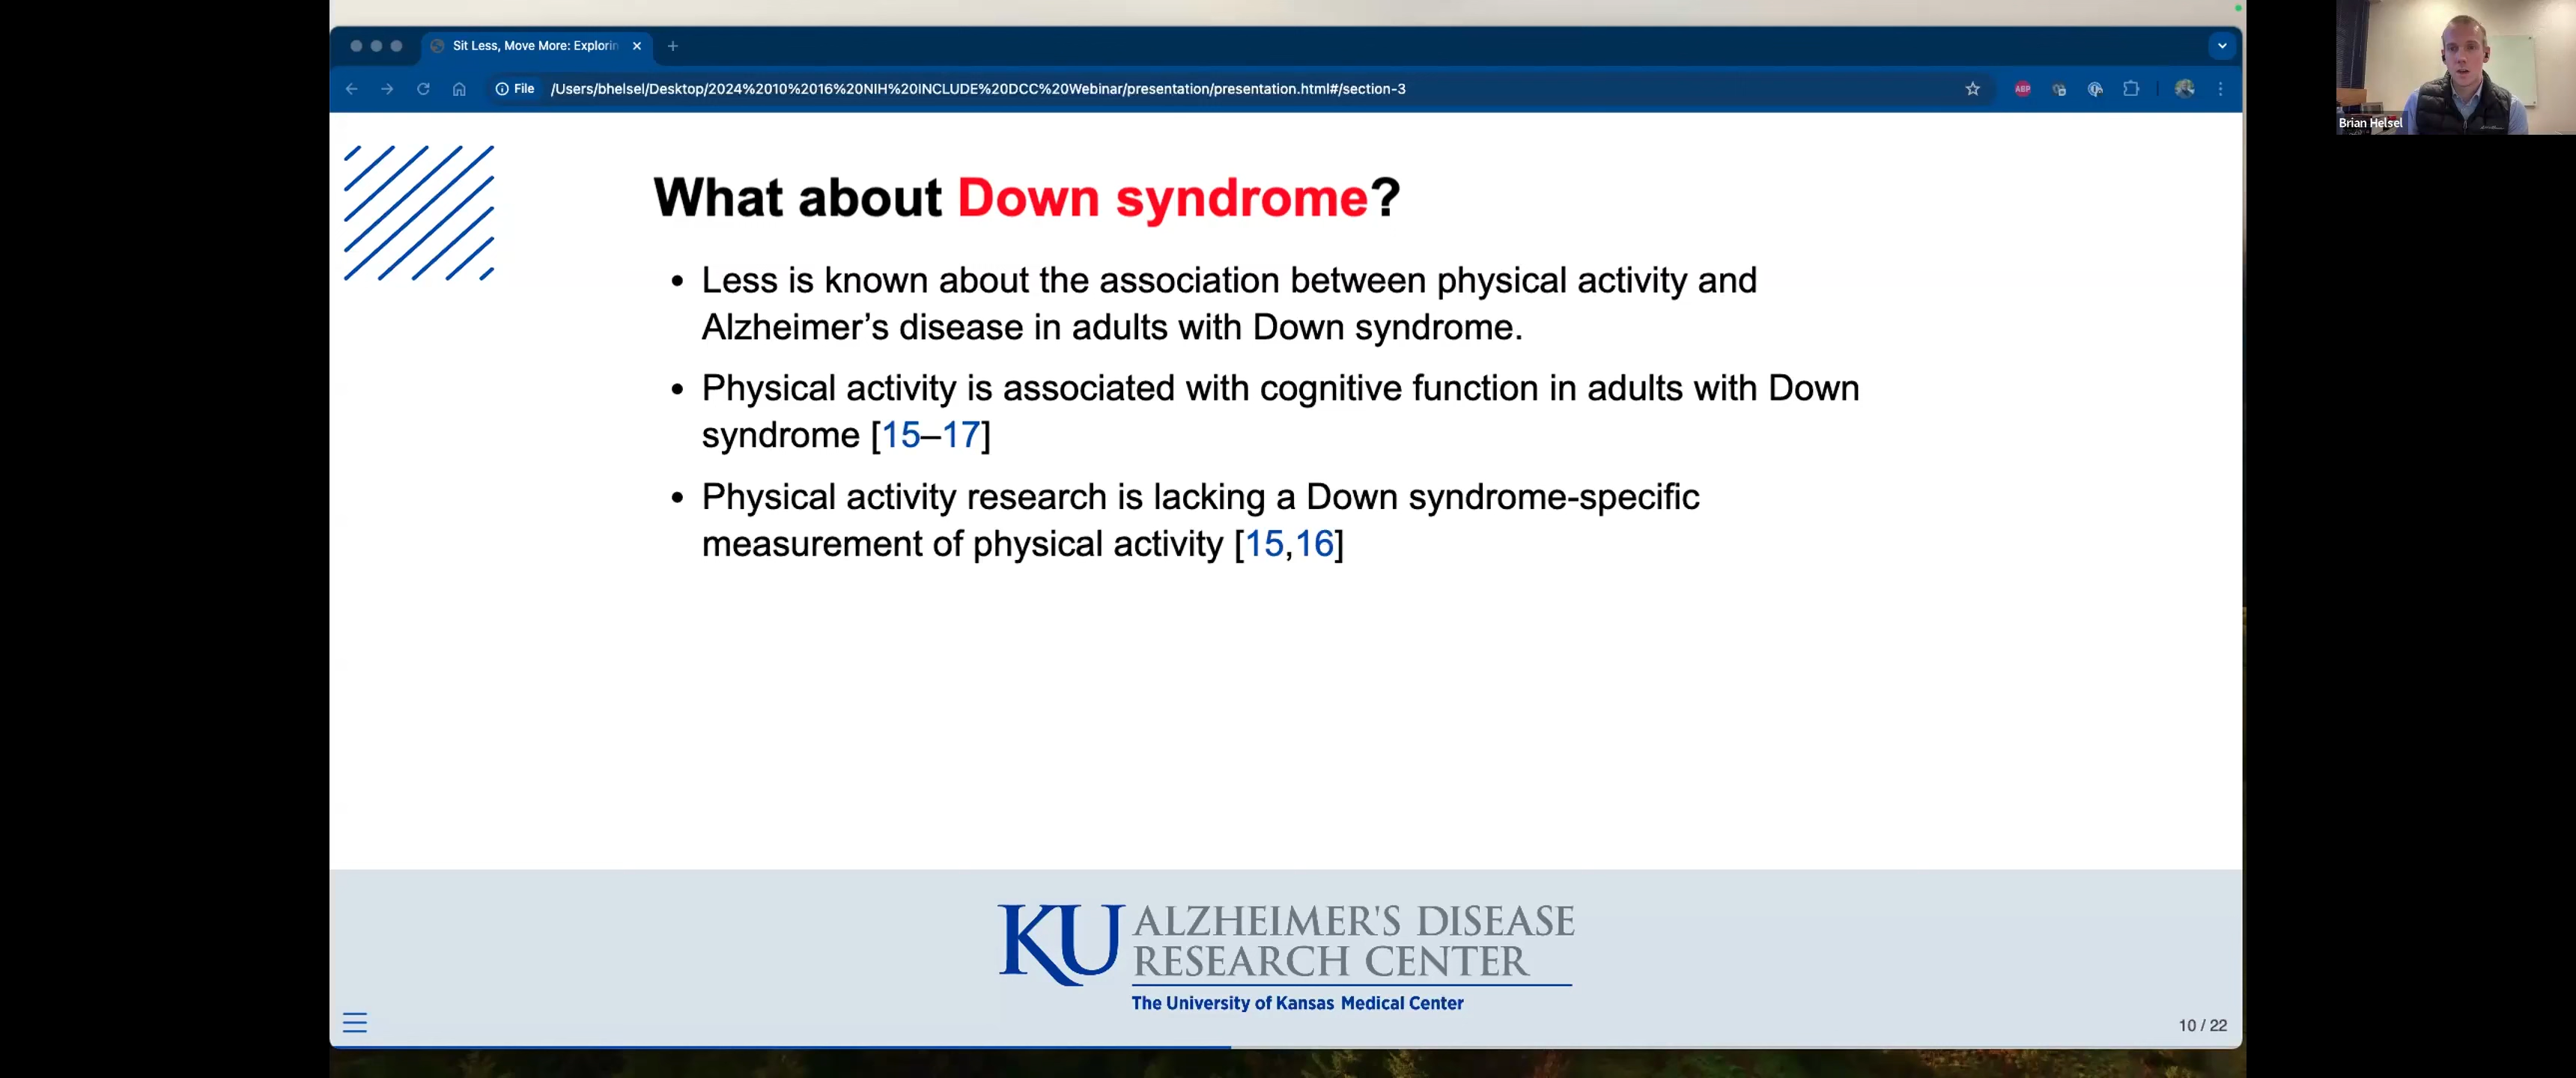 Sit Less, Move More: Explorin
File /Users/bhelsel/Desktop/2024%2010%2016%20NIH%20INCLUDE%20DCC%20Webinar/presentation/presentation.html#/section-3
ABP
Brian Helsel
What about Down syndrome?
• Less is known about the association between physical activity and
Alzheimer’s disease in adults with Down syndrome.
• Physical activity is associated with cognitive function in adults with Down
syndrome [15–17]
• Physical activity research is lacking a Down syndrome-specific
measurement of physical activity [15,16]
KU ALZHEIMER'S DISEASE
RESEARCH CENTER
The University of Kansas Medical Center
10 / 22